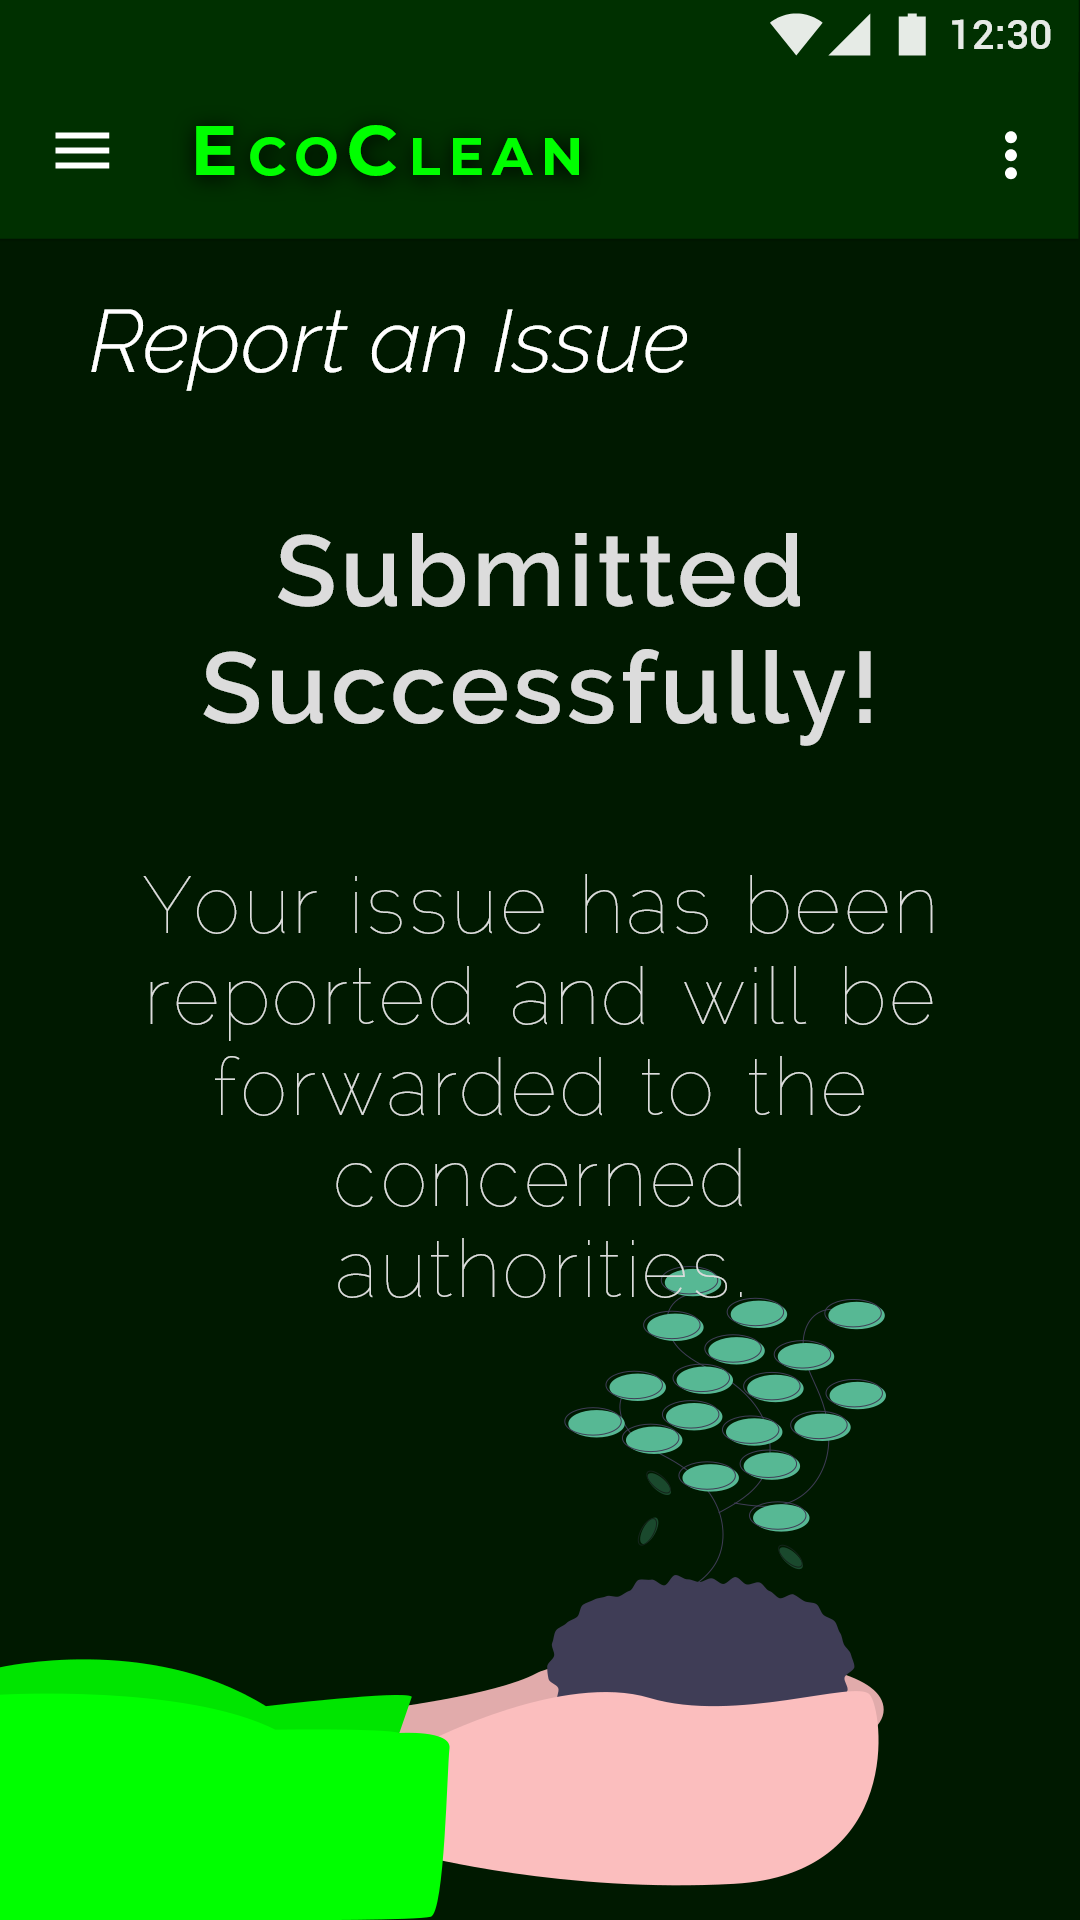 12:30
EcoClean
Report an Issue
Submitted
Successfully!
Your issue has been
reported and will be
forwarded to the
concerned
authorities.